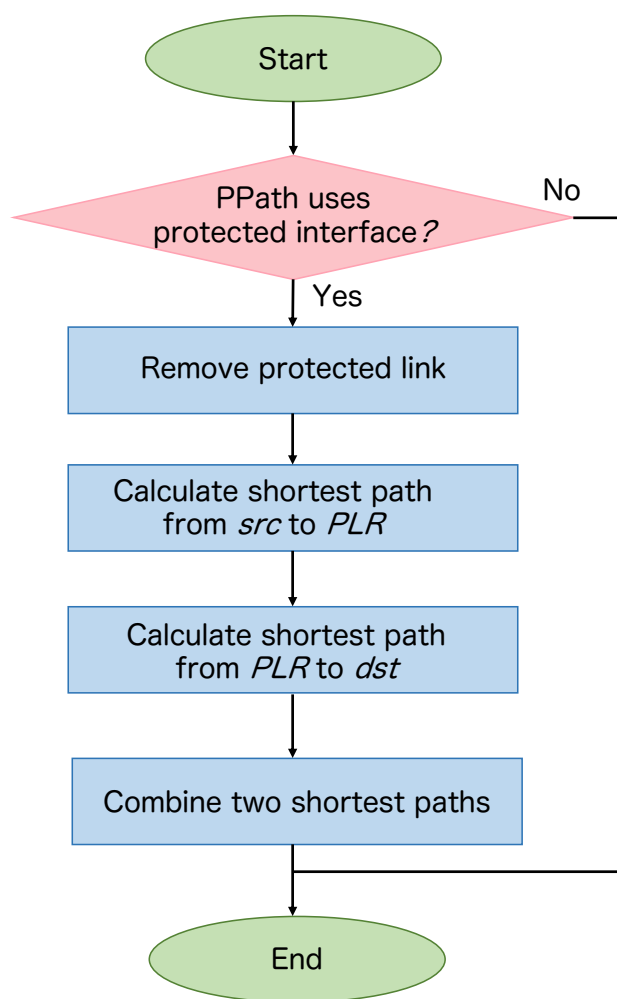 Start
PPath uses
protected interface?
No
Yes
Remove protected link
Calculate shortest path
from src to PLR
Calculate shortest path
from PLR to dst
Combine two shortest paths
End